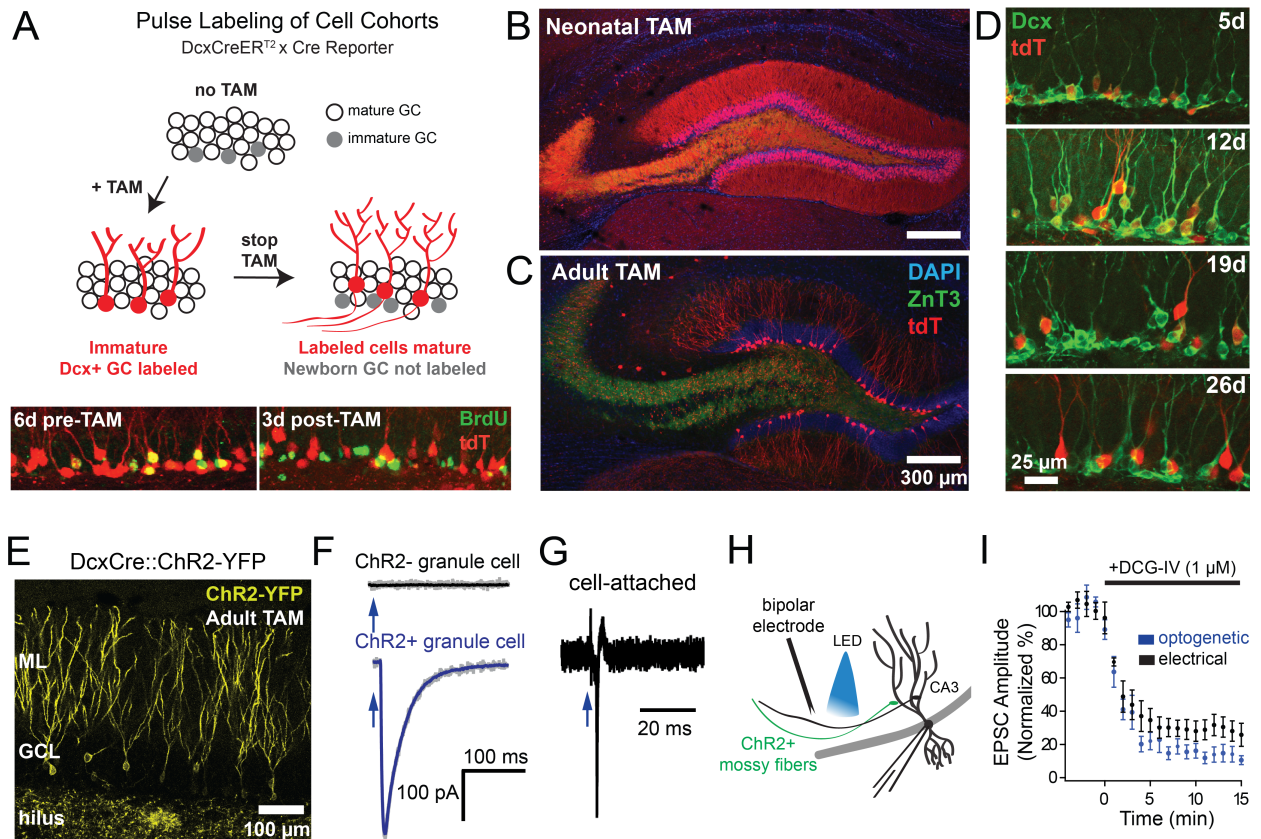 A
Pulse Labeling of Cell Cohorts
DcxCreERT2 x Cre Reporter
no TAM
mature GC
immature GC
+ TAM
stop
TAM
Immature
Dcx+ GC labeled
Labeled cells mature
Newborn GC not labeled
6d pre-TAM
3d post-TAM
BrdU
tdT
B
Neonatal TAM
C
Adult TAM
DAPI
ZnT3
tdT
300 µm
D
Dcx
tdT
5d
12d
19d
26d
25 µm
E
DcxCre::ChR2-YFP
ChR2-YFP
Adult TAM
ML
GCL
hilus
100 µm
F
ChR2- granule cell
ChR2+ granule cell
100 ms
100 pA
G
cell-attached
20 ms
H
bipolar
electrode
LED
CA3
ChR2+
mossy fibers
I
+DCG-IV (1 µM)
EPSC Amplitude
(Normalized %)
100
80
60
40
20
0
optogenetic
electrical
0 5 10 15
Time (min)